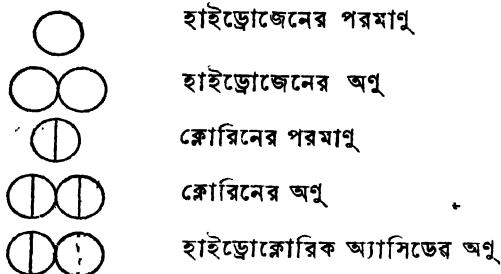 হাইড্রোজেনের পরমাণু
হাইড্রোজেনের অণু
ক্লোরিনের পরমাণু
ক্লোরিনের অণু
হাইড্রোক্লোরিক অ্যাসিডের অণু